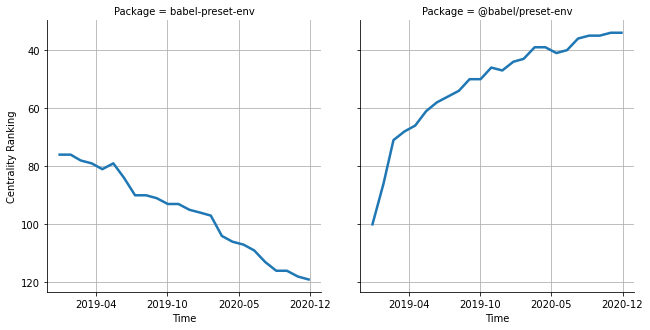 Package = babel-preset-env
Package = @babel/preset-env
Centrality Ranking
40
60
80
100
120
2019-04
2019-10
2020-05
2020-12
2019-04
2019-10
2020-05
2020-12
Time
Time